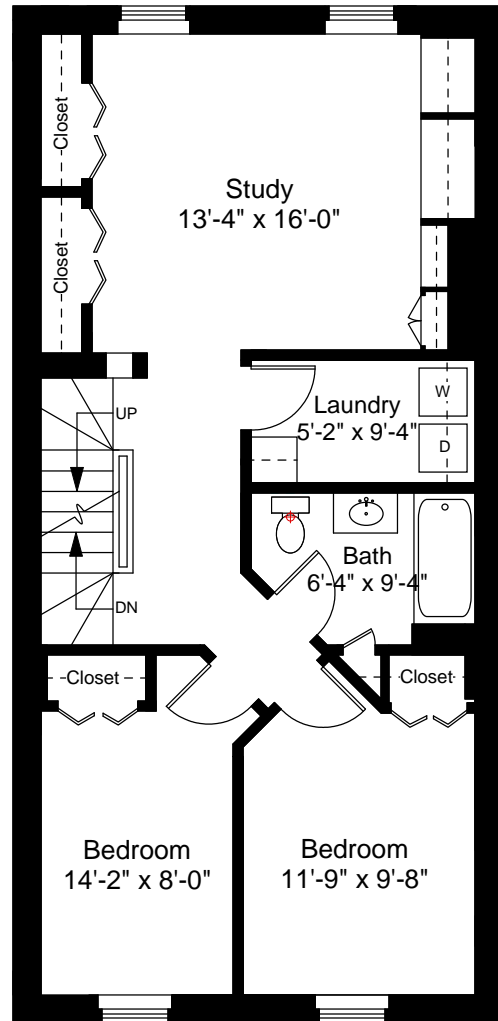 Closet
Study
13'-4" x 16'-0"
Closet
UP
Laundry
5'-2" x 9'-4"
W
D
Bath
6'-4" x 9'-4"
DN
Closet
Closet
Bedroom
14'-2" x 8'-0"
Bedroom
11'-9" x 9'-8"